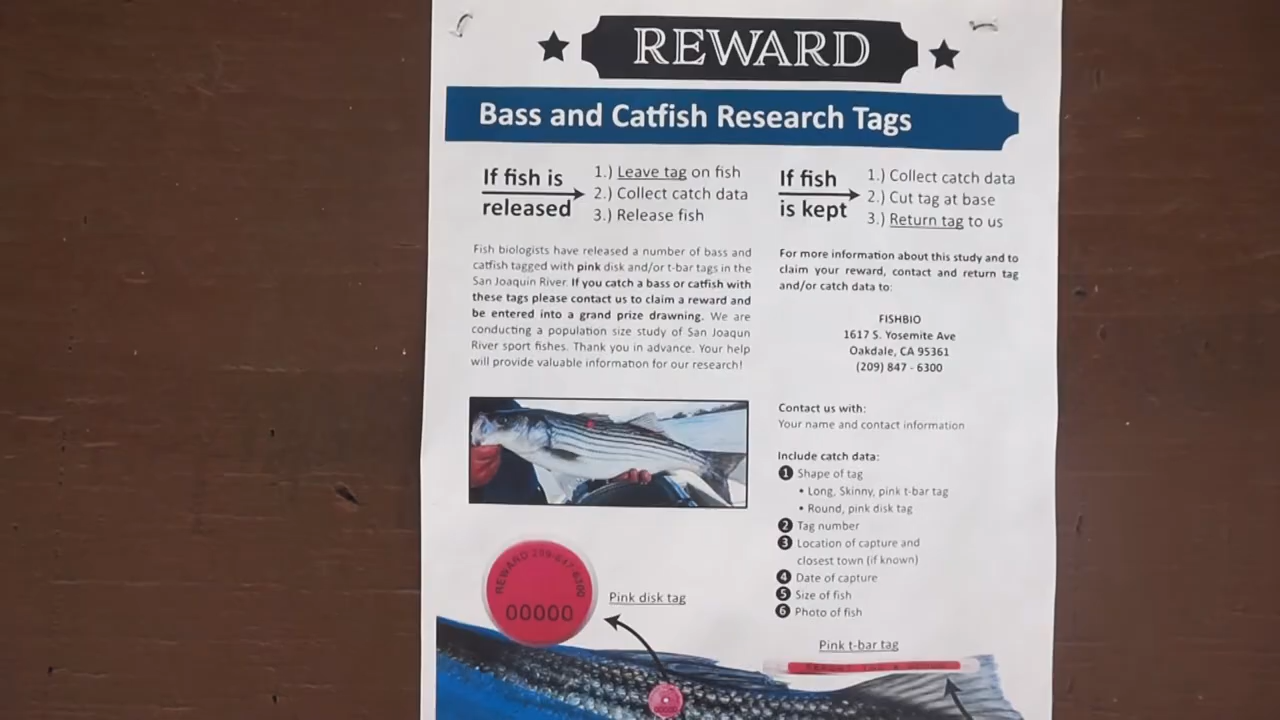 REWARD
Bass and Catfish Research Tags
If fish is
released
1.) Leave tag on fish
2.) Collect catch data
3.) Release fish
If fish
is kept
1.) Collect catch data
2.) Cut tag at base
3.) Return tag to us
Fish biologists have released a number of bass and
catfish tagged with pink disk and/or t-bar tags in the
San Joaquin River. If you catch a bass or catfish with
these tags please contact us to claim a reward and
be entered into a grand prize drawning. We are
conducting a population size study of San Joaqun
River sport fishes. Thank you in advance. Your help
will provide valuable information for our research!
For more information about this study and to
claim your reward, contact and return tag
and/or catch data to:
FISHBIO
1617 S. Yosemite Ave
Oakdale, CA 95361
(209) 847 - 6300
Contact us with:
Your name and contact information
Include catch data:
1 Shape of tag
• Long, Skinny, pink t-bar tag
• Round, pink disk tag
2 Tag number
3 Location of capture and
closest town (if known)
4 Date of capture
5 Size of fish
6 Photo of fish
REWARD 209-847-6300
00000
Pink disk tag
Pink t-bar tag